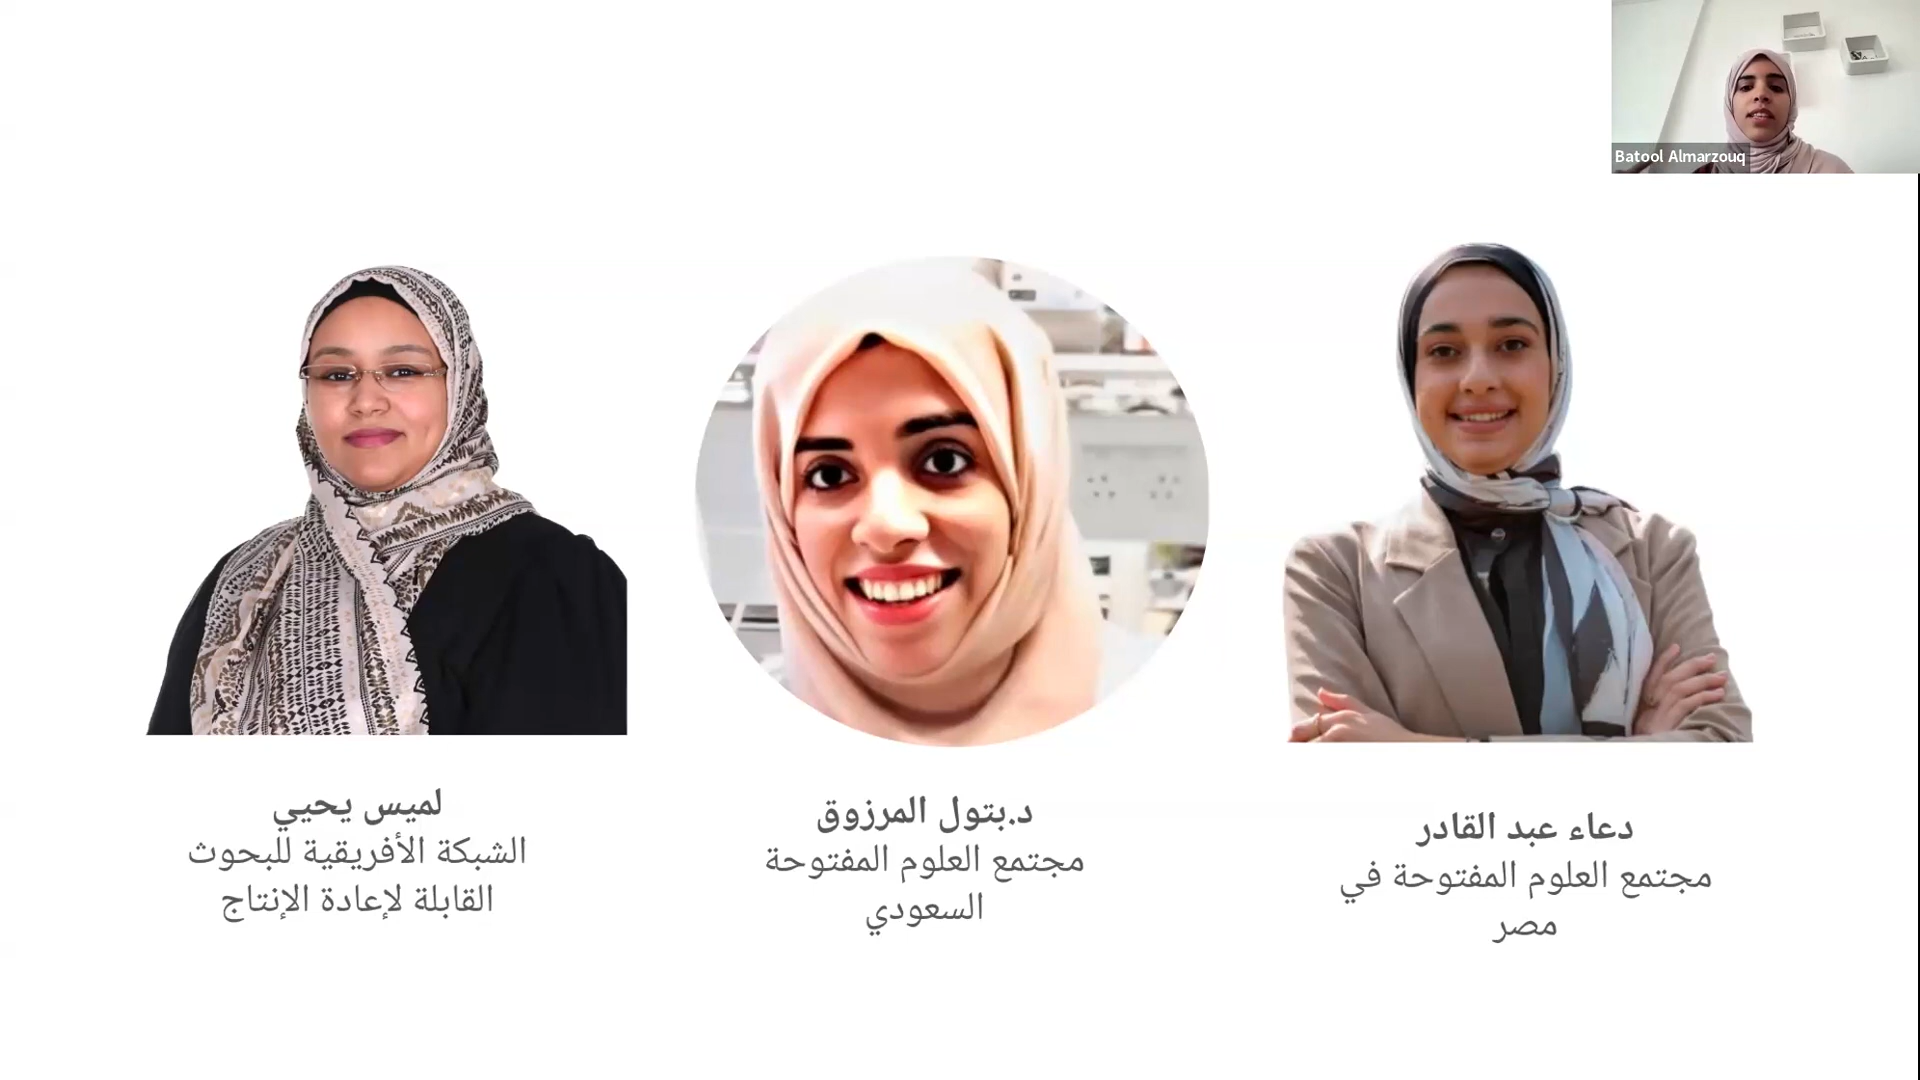 Batool Almarzouq
دعاء عبد القادر
مجتمع العلوم المفتوحة في
مصر
د.بتول المرزوق
مجتمع العلوم المفتوحة
السعودي
لميس يحيي
الشبكة الأفريقية للبحوث
القابلة لإعادة الإنتاج